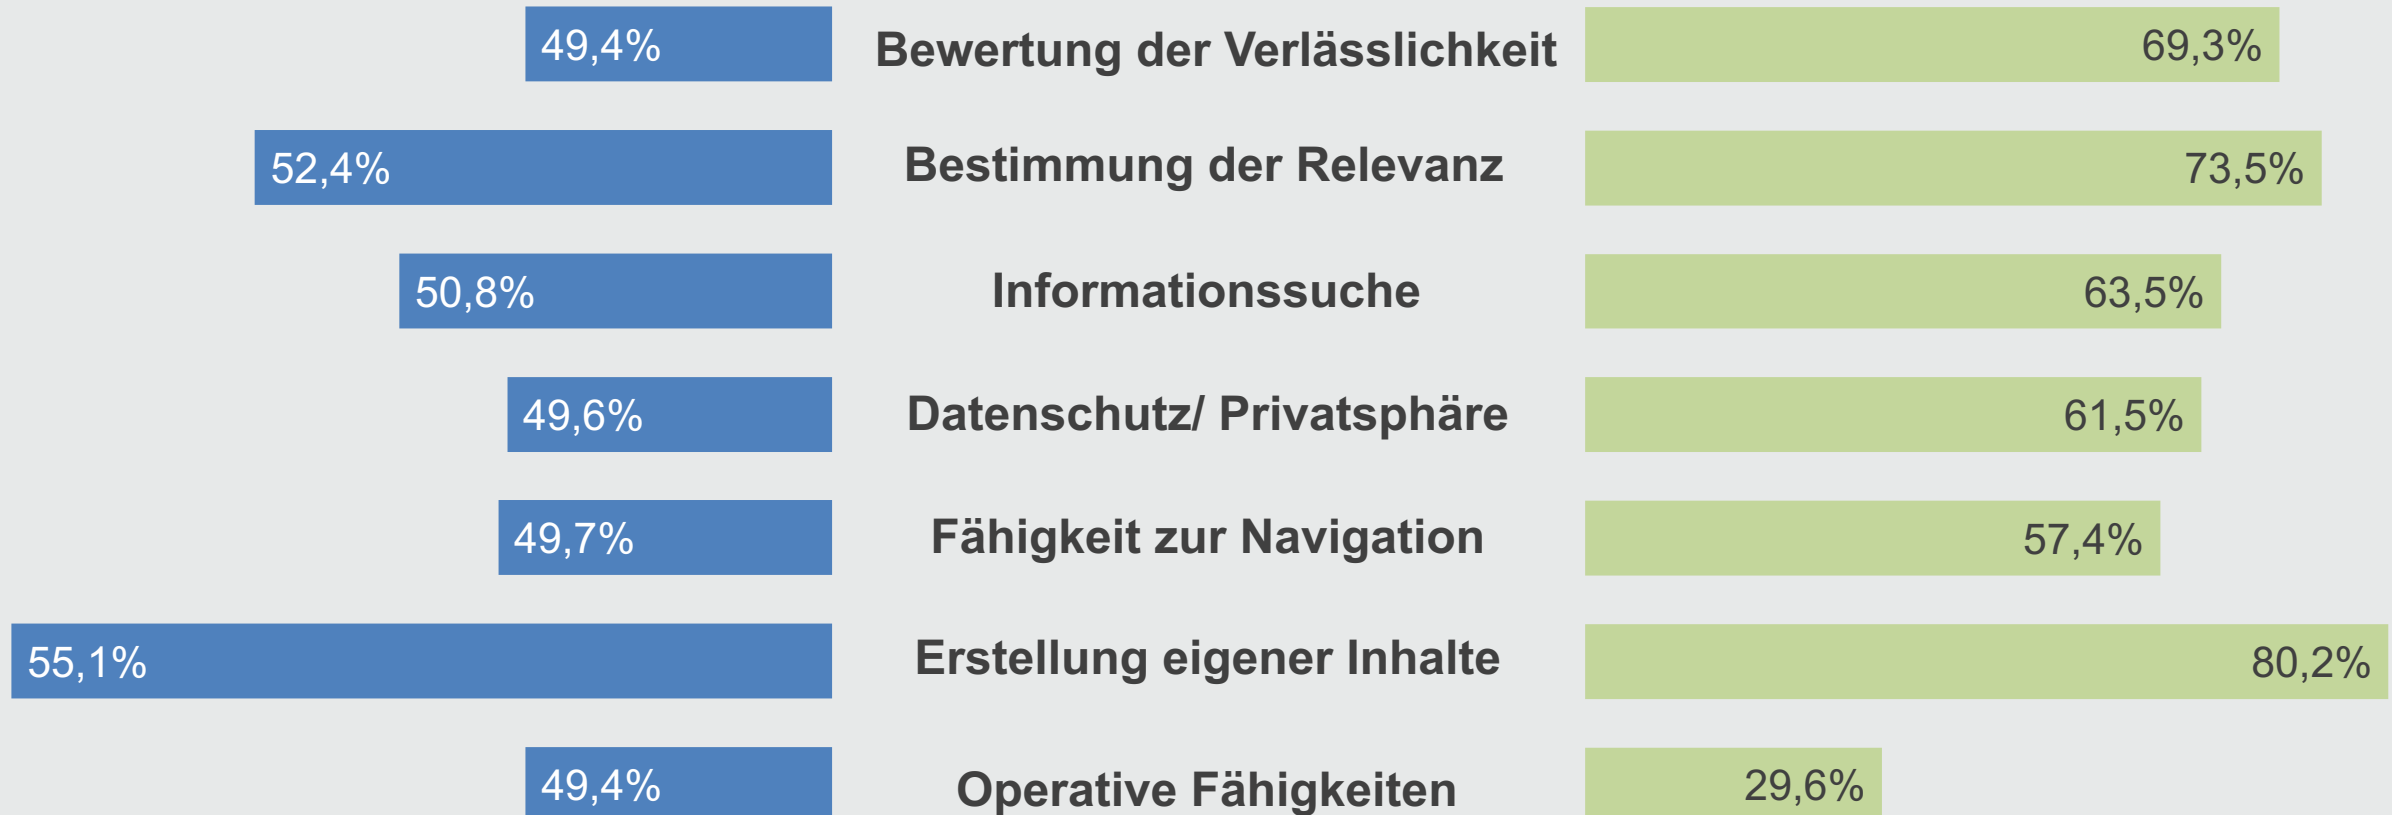 49,4% Bewertung der Verlässlichkeit 69,3%
52,4% Bestimmung der Relevanz 73,5%
50,8% Informationssuche 63,5%
49,6% Datenschutz/ Privatsphäre 61,5%
49,7% Fähigkeit zur Navigation 57,4%
55,1% Erstellung eigener Inhalte 80,2%
49,4% Operative Fähigkeiten 29,6%